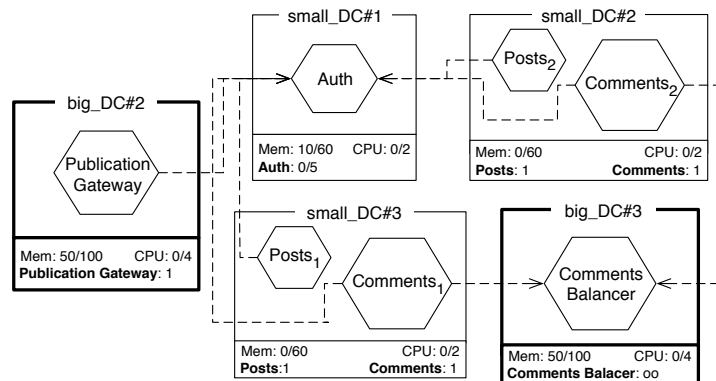 small_DC#1
Auth
Mem: 10/60 CPU: 0/2
Auth: 0/5
small_DC#2
Posts2
Comments2
Mem: 0/60 CPU: 0/2
Posts: 1 Comments: 1
big_DC#2
Publication
Gateway
Mem: 50/100 CPU: 0/4
Publication Gateway: 1
small_DC#3
Posts1
Comments1
Mem: 0/60 CPU: 0/2
Posts:1 Comments: 1
big_DC#3
Comments
Balancer
Mem: 50/100 CPU: 0/4
Comments Balacer: oo